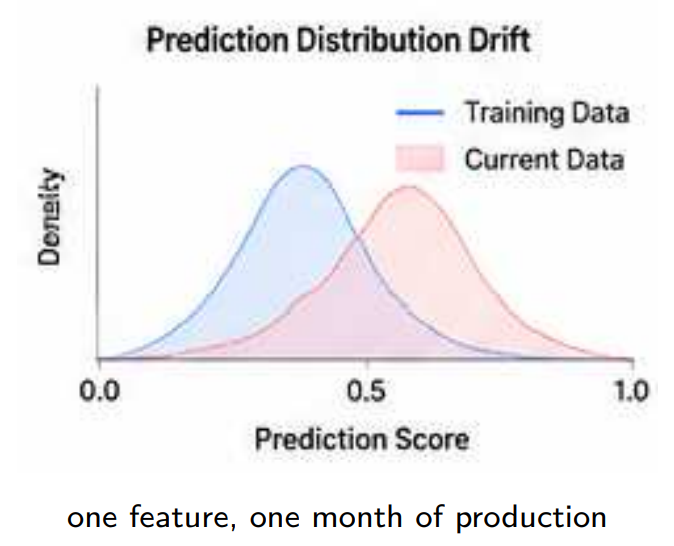 Prediction Distribution Drift
Training Data
Current Data
Density
0.0 0.5 1.0
Prediction Score
one feature, one month of production